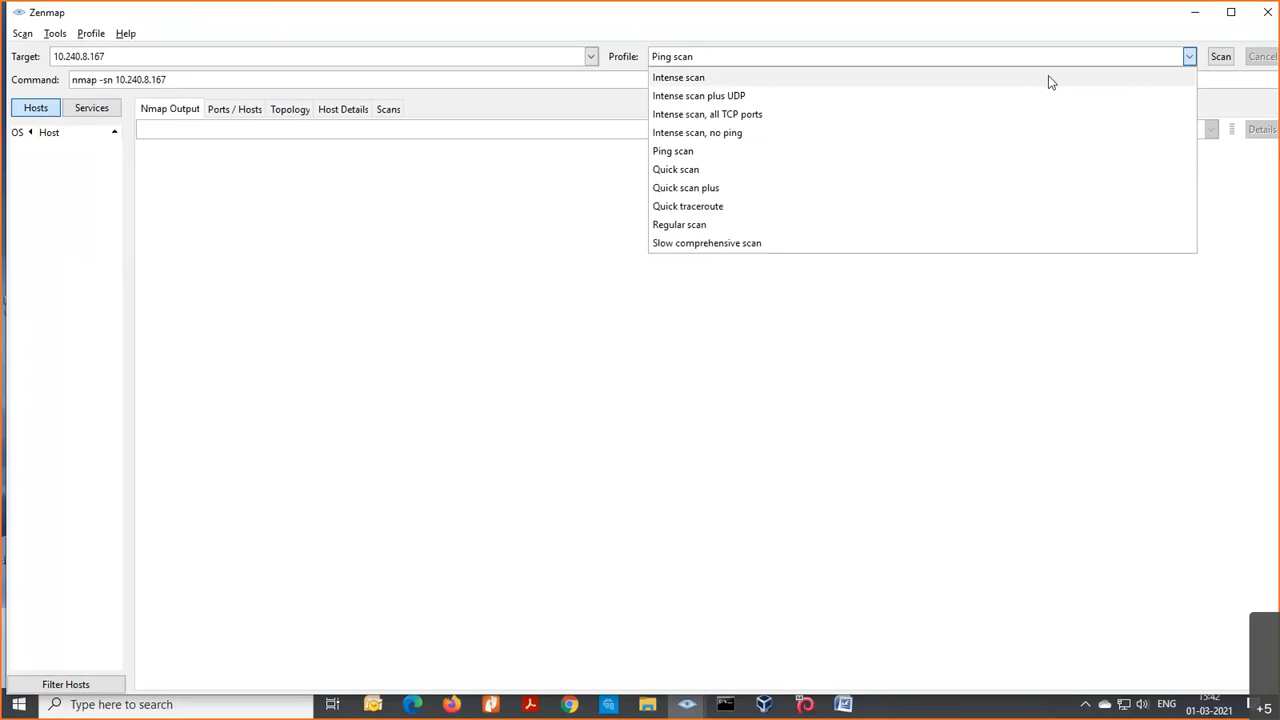 Zenmap
Scan Tools Profile Help
Target: 10.240.8.167 Profile: Ping scan Scan Cancel
Command: nmap -sn 10.240.8.167
Intense scan
Intense scan plus UDP
Intense scan, all TCP ports
Intense scan, no ping
Ping scan
Quick scan
Quick scan plus
Quick traceroute
Regular scan
Slow comprehensive scan
Hosts Services Nmap Output Ports / Hosts Topology Host Details Scans
OS Host Details
Filter Hosts
Type here to search ENG 15:42
01-03-2021 +5